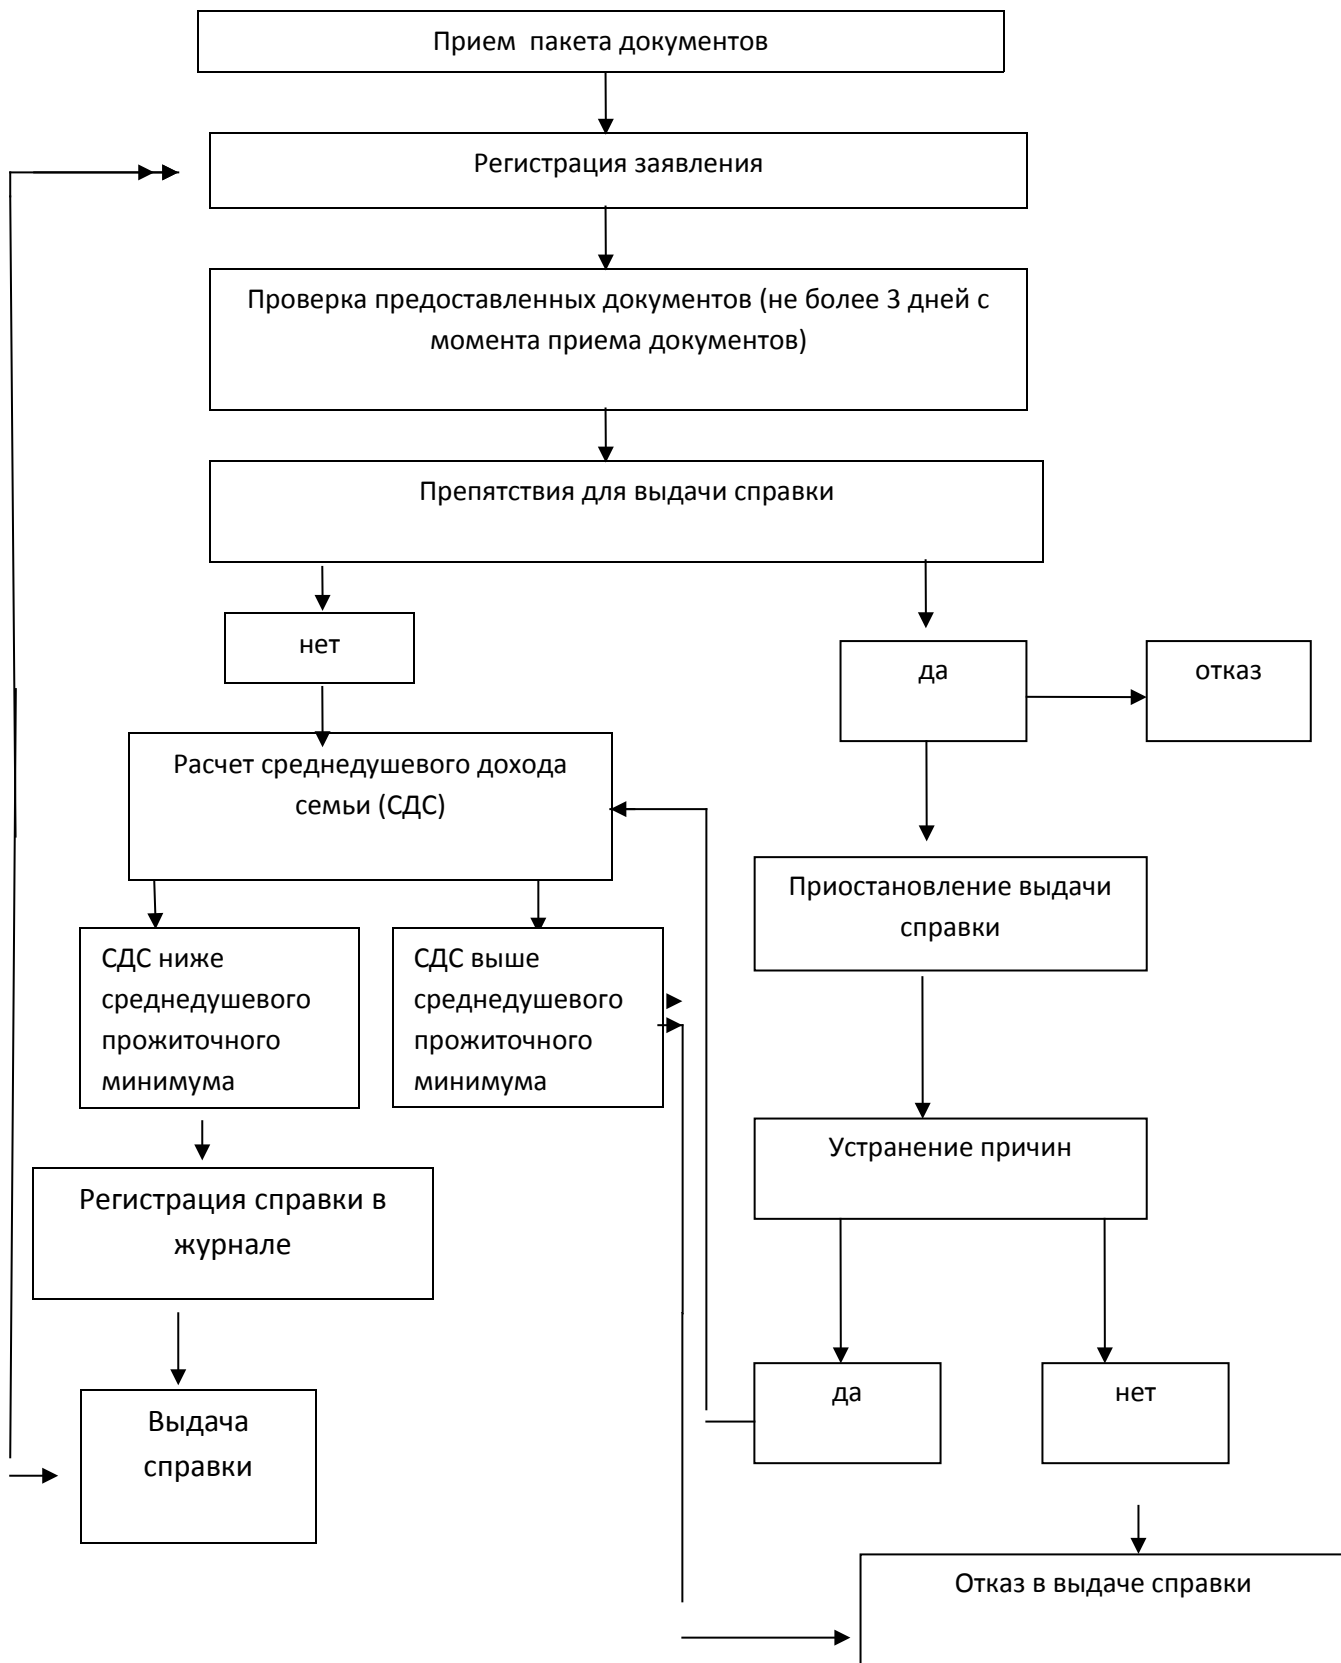 Прием пакета документов
Регистрация заявления
Проверка предоставленных документов (не более 3 дней с
момента приема документов)
Препятствия для выдачи справки
нет
да
отказ
Расчет среднедушевого дохода
семьи (СДС)
Приостановление выдачи
справки
СДС ниже
среднедушевого
прожиточного
минимума
СДС выше
среднедушевого
прожиточного
минимума
Устранение причин
Регистрация справки в
журнале
да
нет
Выдача
справки
Отказ в выдаче справки